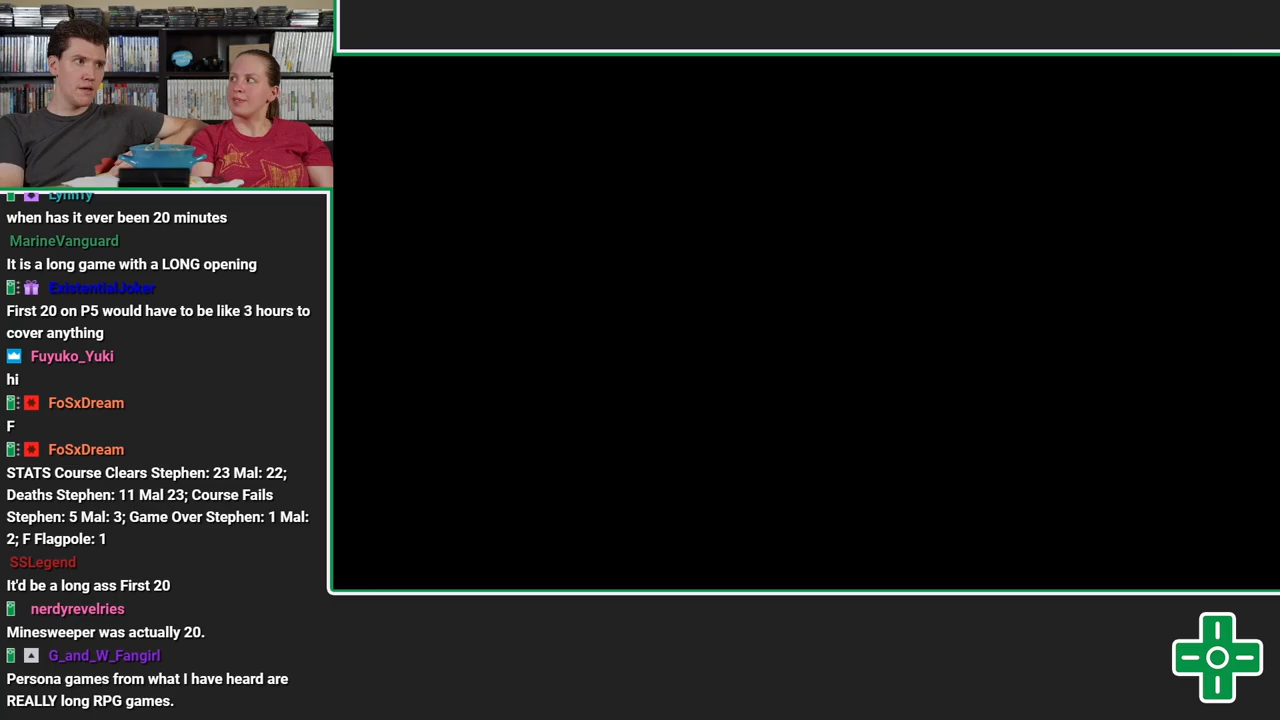 Lynnfy
when has it ever been 20 minutes
MarineVanguard
It is a long game with a LONG opening
ExistentialJoker
First 20 on P5 would have to be like 3 hours to
cover anything
Fuyuko_Yuki
hi
FoSxDream
F
FoSxDream
STATS Course Clears Stephen: 23 Mal: 22;
Deaths Stephen: 11 Mal 23; Course Fails
Stephen: 5 Mal: 3; Game Over Stephen: 1 Mal:
2; F Flagpole: 1
SSLegend
It'd be a long ass First 20
nerdyrevelries
Minesweeper was actually 20.
G_and_W_Fangirl
Persona games from what I have heard are
REALLY long RPG games.